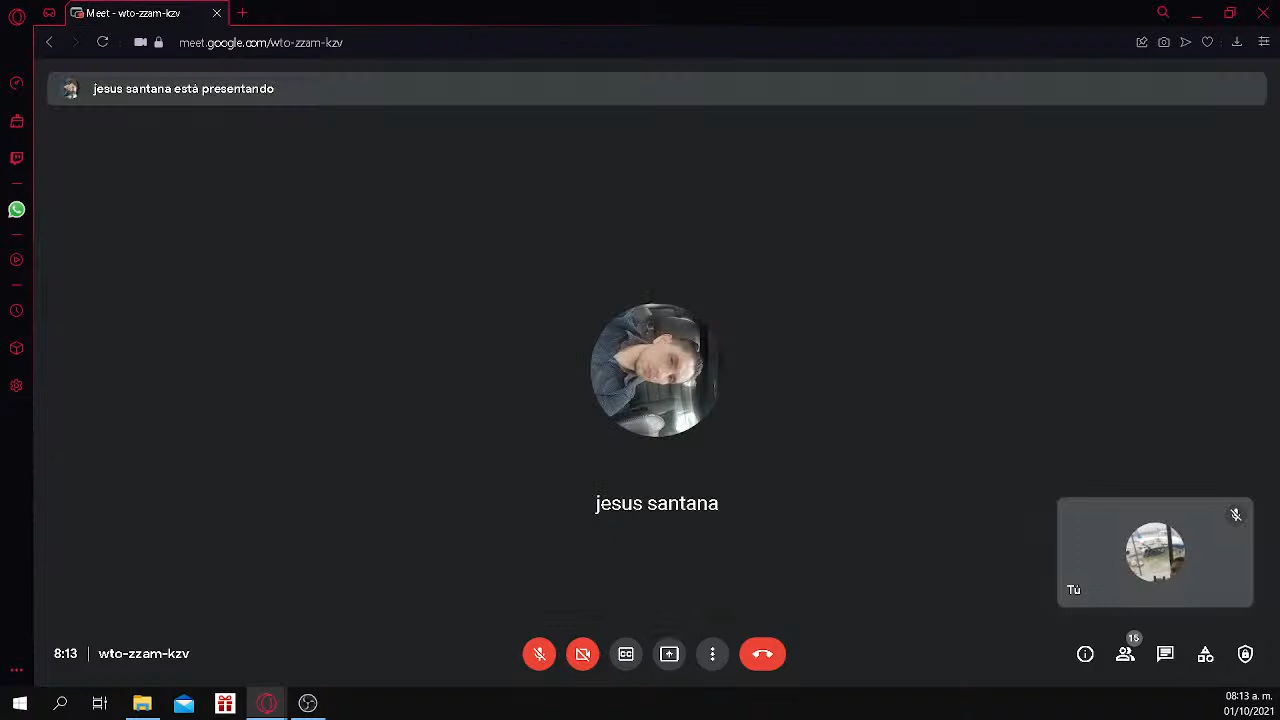 Meet - wto-zzam-kzv
meet.google.com/wto-zzam-kzv
jesus santana está presentando
jesus santana
Tú
8:13 | wto-zzam-kzv
15
08:13 a. m.
01/10/2021